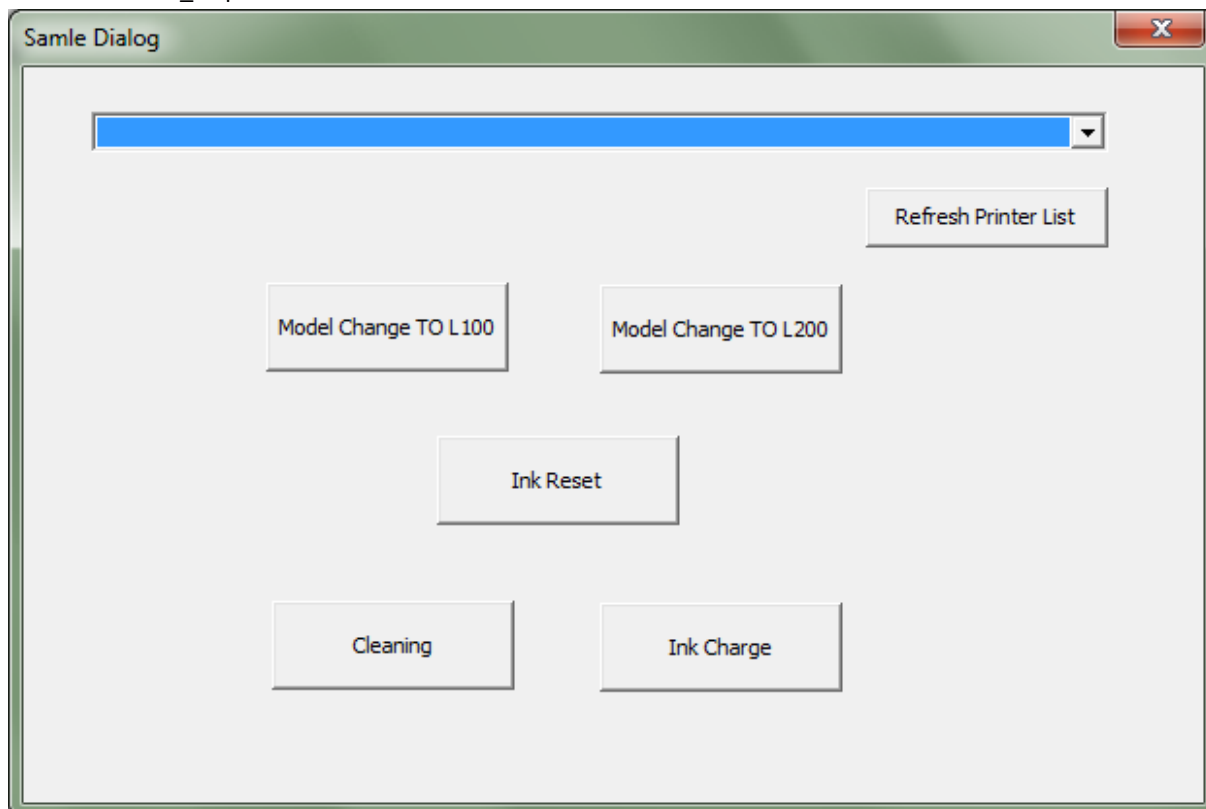 Samle Dialog
Refresh Printer List
Model Change TO L100
Model Change TO L200
Ink Reset
Cleaning
Ink Charge